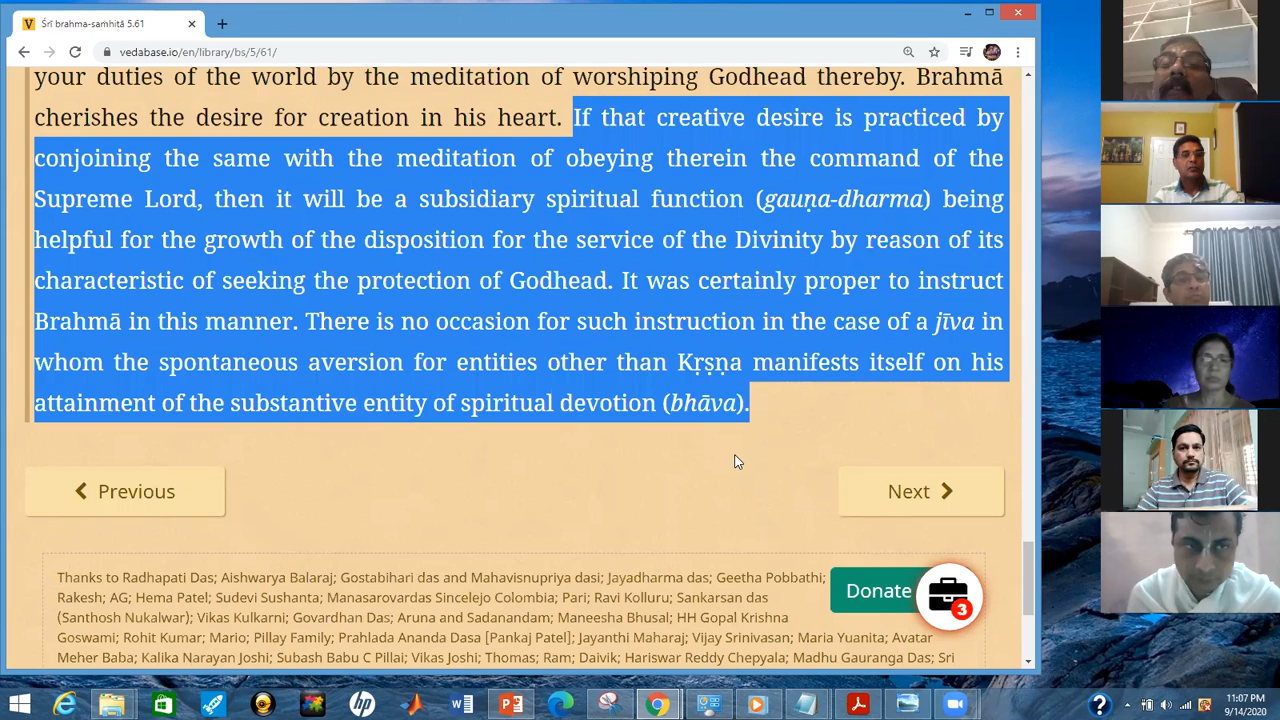 Śrī brahma-saṁhitā 5.61
vedabase.io/en/library/bs/5/61/
your duties of the world by the meditation of worshiping Godhead thereby. Brahmā
cherishes the desire for creation in his heart. If that creative desire is practiced by
conjoining the same with the meditation of obeying therein the command of the
Supreme Lord, then it will be a subsidiary spiritual function (gauṇa-dharma) being
helpful for the growth of the disposition for the service of the Divinity by reason of its
characteristic of seeking the protection of Godhead. It was certainly proper to instruct
Brahmā in this manner. There is no occasion for such instruction in the case of a jīva in
whom the spontaneous aversion for entities other than Kṛṣṇa manifests itself on his
attainment of the substantive entity of spiritual devotion (bhāva).
Previous
Next
Thanks to Radhapati Das; Aishwarya Balaraj; Gostabihari das and Mahavisnupriya dasi; Jayadharma das; Geetha Pobbathi;
Rakesh; AG; Hema Patel; Sudevi Sushanta; Manasarovardas Sincelejo Colombia; Pari; Ravi Kolluru; Sankarsan das
(Santhosh Nukalwar); Vikas Kulkarni; Govardhan Das; Aruna and Sadanandam; Maneesha Bhusal; HH Gopal Krishna
Goswami; Rohit Kumar; Mario; Pillay Family; Prahlada Ananda Dasa [Pankaj Patel]; Jayanthi Maharaj; Vijay Srinivasan; Maria Yuanita; Avatar
Meher Baba; Kalika Narayan Joshi; Subash Babu C Pillai; Vikas Joshi; Thomas; Ram; Daivik; Hariswar Reddy Chepyala; Madhu Gauranga Das; Sri
Donate
3
11:07 PM
9/14/2020